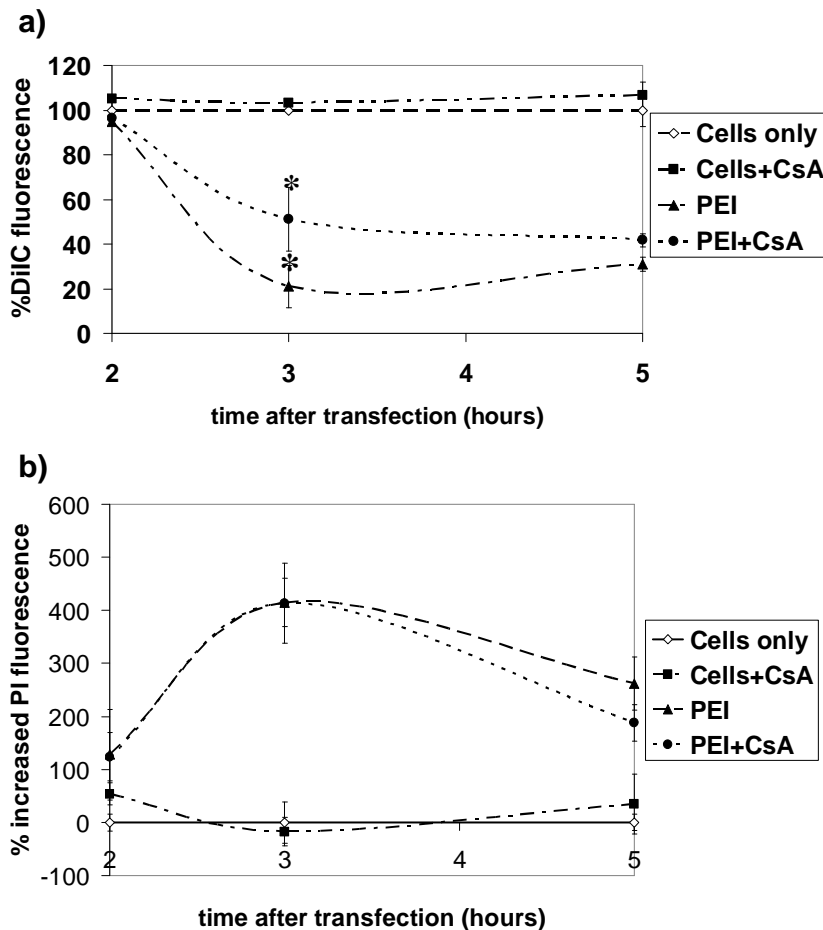 a)
%DilC fluorescence
120
100
80
60
40
20
0
*
*
2 3 4 5
time after transfection (hours)
Cells only
Cells+CsA
PEI
PEI+CsA
b)
% increased PI fluorescence
600
500
400
300
200
100
0
-100
2 3 4 5
time after transfection (hours)
Cells only
Cells+CsA
PEI
PEI+CsA